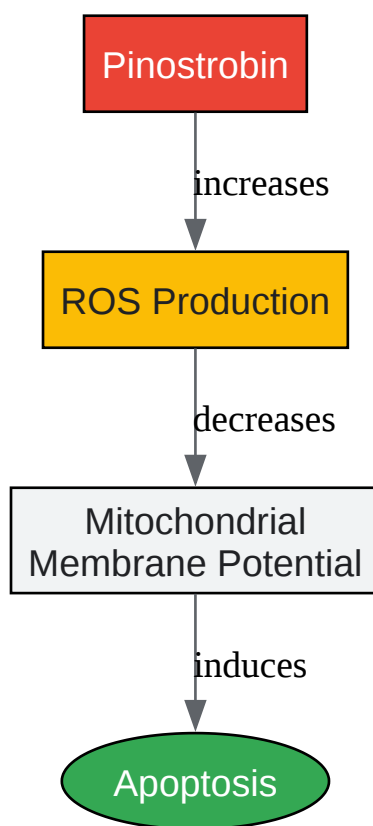 Pinostrobin
increases
ROS Production
decreases
Mitochondrial
Membrane Potential
induces
Apoptosis